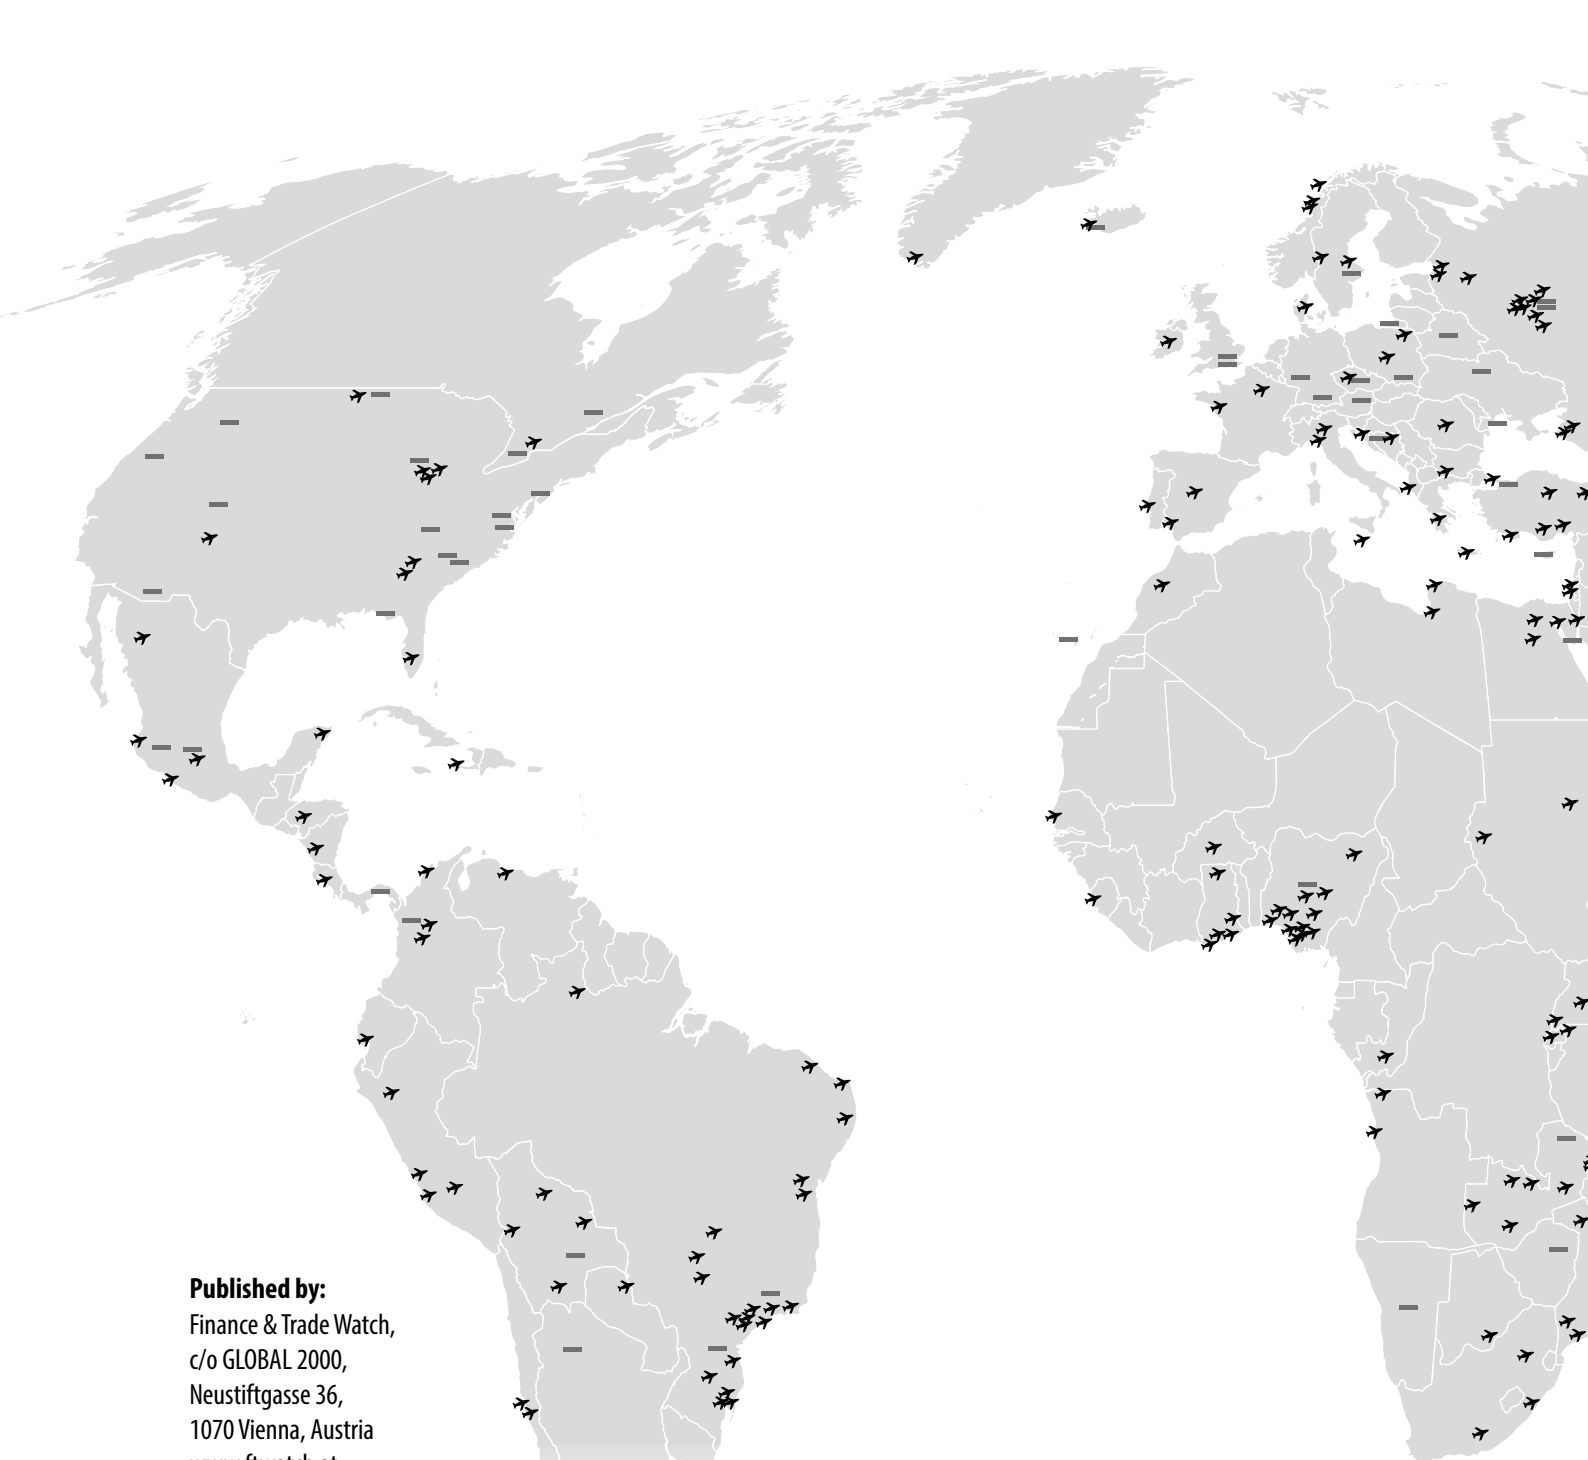 Published by:
Finance & Trade Watch,
c/o GLOBAL 2000,
Neustiftgasse 36,
1070 Vienna, Austria